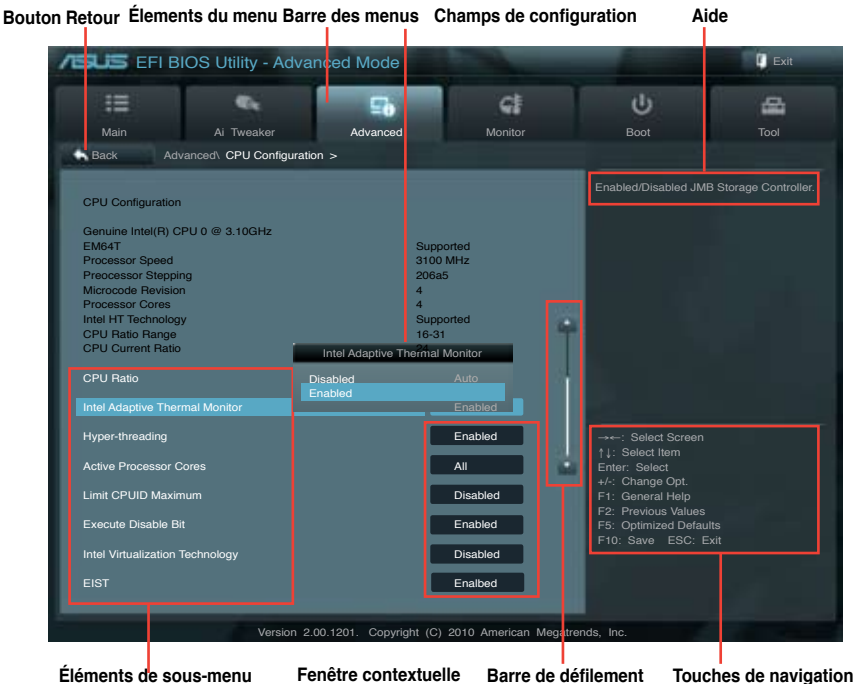 Bouton Retour Élements du menu Barre des menus Champs de configuration Aide
ASUS EFI BIOS Utility - Advanced Mode Exit
Main Ai Tweaker Advanced Monitor Boot Tool
Back Advanced\ CPU Configuration >
Enabled/Disabled JMB Storage Controller.
CPU Configuration
Genuine Intel(R) CPU 0 @ 3.10GHz
EM64T Supported
Processor Speed 3100 MHz
Preocessor Stepping 206a5
Microcode Revision 4
Processor Cores 4
Intel HT Technology Supported
CPU Ratio Range 16-31
CPU Current Ratio 24
Intel Adaptive Thermal Monitor
CPU Ratio Auto
Disabled
Enabled
Intel Adaptive Thermal Monitor Enabled
Hyper-threading Enabled
Active Processor Cores All
Limit CPUID Maximum Disabled
Execute Disable Bit Enabled
Intel Virtualization Technology Disabled
EIST Enalbed
→←: Select Screen
↑↓: Select Item
Enter: Select
+/-: Change Opt.
F1: General Help
F2: Previous Values
F5: Optimized Defaults
F10: Save ESC: Exit
Version 2.00.1201. Copyright (C) 2010 American Megatrends, Inc.
Éléments de sous-menu Fenêtre contextuelle Barre de défilement Touches de navigation